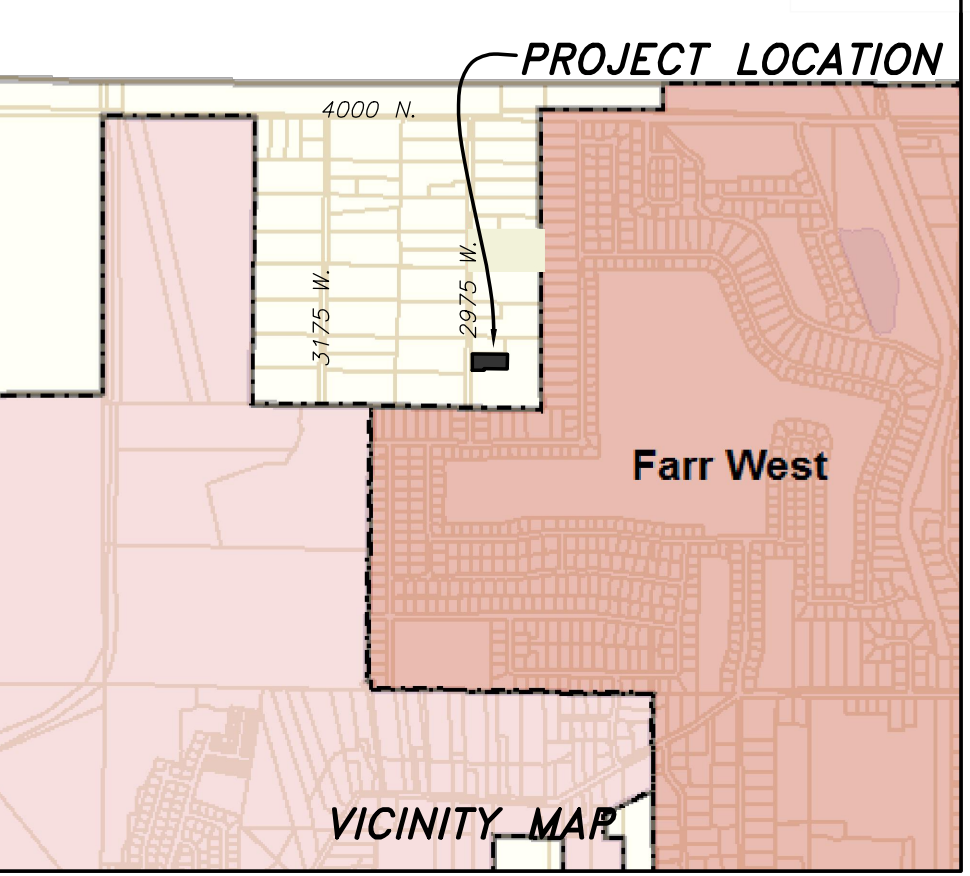 PROJECT LOCATION
4000 N.
3175 W.
2975 W.
Farr West
VICINITY MAP